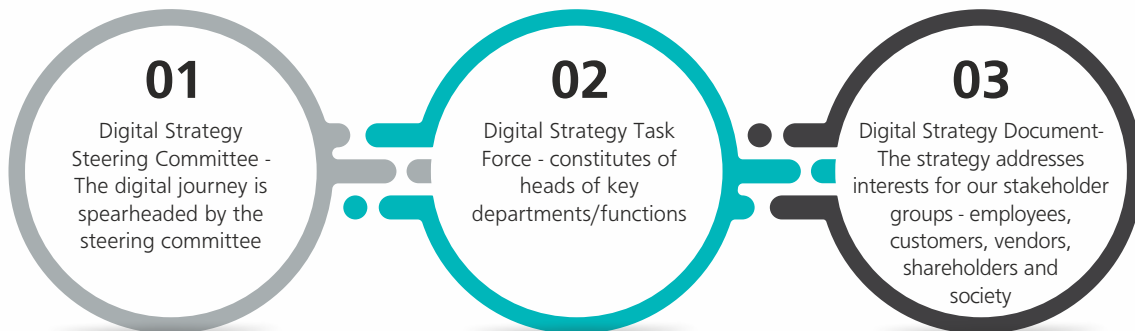 01
Digital Strategy
Steering Committee -
The digital journey is
spearheaded by the
steering committee
02
Digital Strategy Task
Force - constitutes of
heads of key
departments/functions
03
Digital Strategy Document-
The strategy addresses
interests for our stakeholder
groups - employees,
customers, vendors,
shareholders and
society